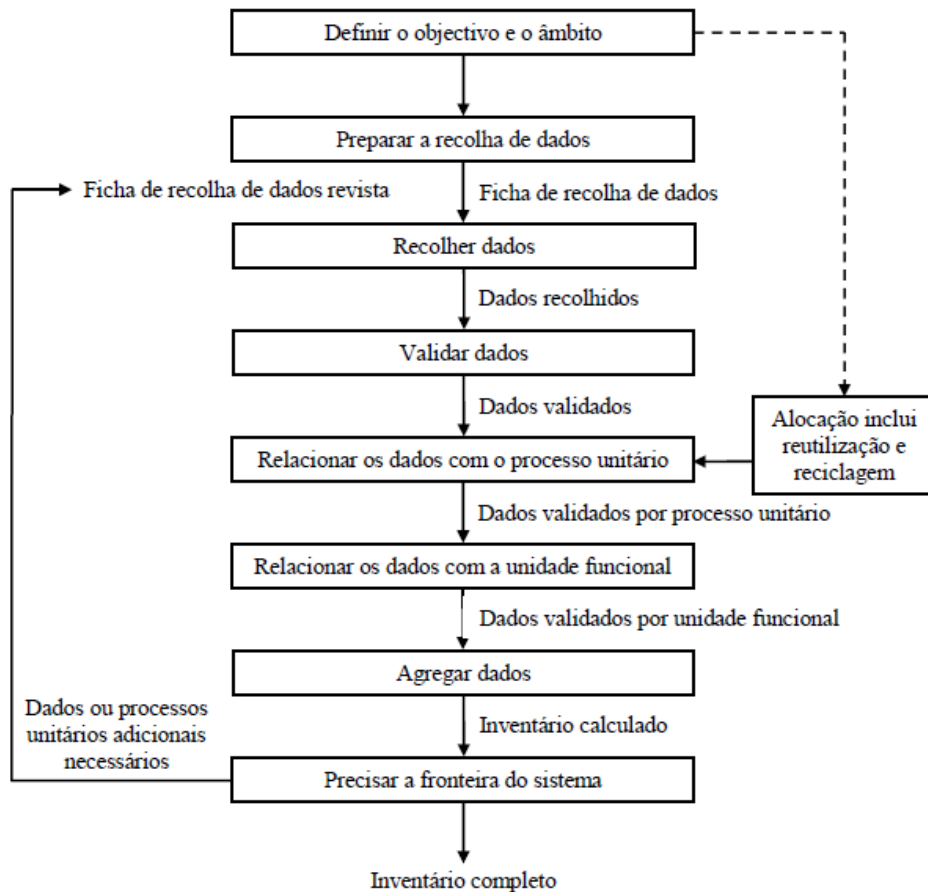 Definir o objectivo e o âmbito
Preparar a recolha de dados
Ficha de recolha de dados revista
Ficha de recolha de dados
Recolher dados
Dados recolhidos
Validar dados
Dados validados
Alocação inclui
reutilização e
reciclagem
Relacionar os dados com o processo unitário
Dados validados por processo unitário
Relacionar os dados com a unidade funcional
Dados validados por unidade funcional
Agregar dados
Dados ou processos
unitários adicionais
necessários
Inventário calculado
Precisar a fronteira do sistema
Inventário completo